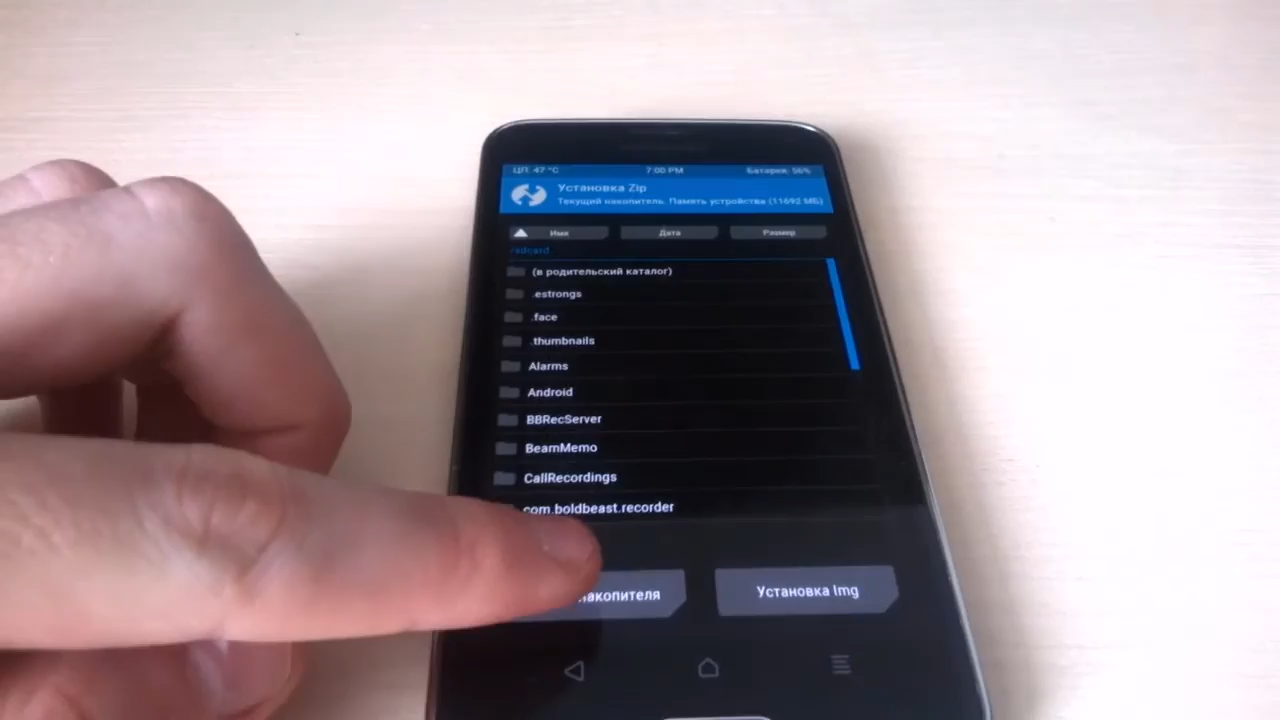 ЦП: 47 °C 7:00 PM Батарея: 56%
Установка Zip
Текущий накопитель. Память устройства (11692 МБ)
Имя Дата Размер
/sdcard
(в родительский каталог)
.estrongs
.face
.thumbnails
Alarms
Android
BBRecServer
BeamMemo
CallRecordings
com.boldbeast.recorder
накопителя Установка Img